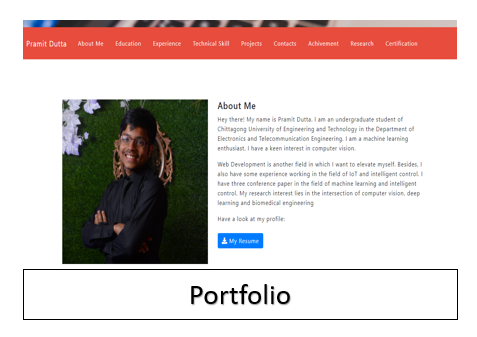 Pramit Dutta About Me Education Experience Technical Skill Projects Contacts Achivement Research Certification
About Me
Hey there! My name is Pramit Dutta. I am an undergraduate student of
Chittagong University of Engineering and Technology in the Department of
Electronics and Telecommunication Engineering. I am a machine learning
enthusiast. I have a keen interest in computer vision.
Web Development is another field in which I want to elevate myself. Besides, I
also have some experience working in the field of IoT and intelligent control. I
have three conference paper in the field of machine learning and intelligent
control. My research interest lies in the intersection of computer vision, deep
learning and biomedical engineering
Have a look at my profile:
My Resume
Portfolio